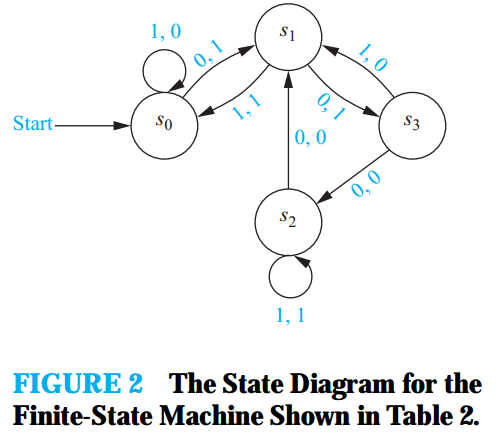 1, 0
0, 1
s1
1, 0
Start
s0
1, 1
0, 1
0, 0
s3
0, 0
s2
1, 1
FIGURE 2 The State Diagram for the
Finite-State Machine Shown in Table 2.